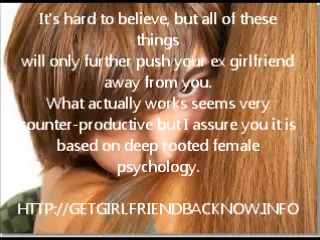 It's hard to believe, but all of these
things
will only further push your ex girlfriend
away from you.
What actually works seems very
counter-productive but I assure you it is
based on deep rooted female
psychology.
HTTP://GETGIRLFRIENDBACKNOW.INFO